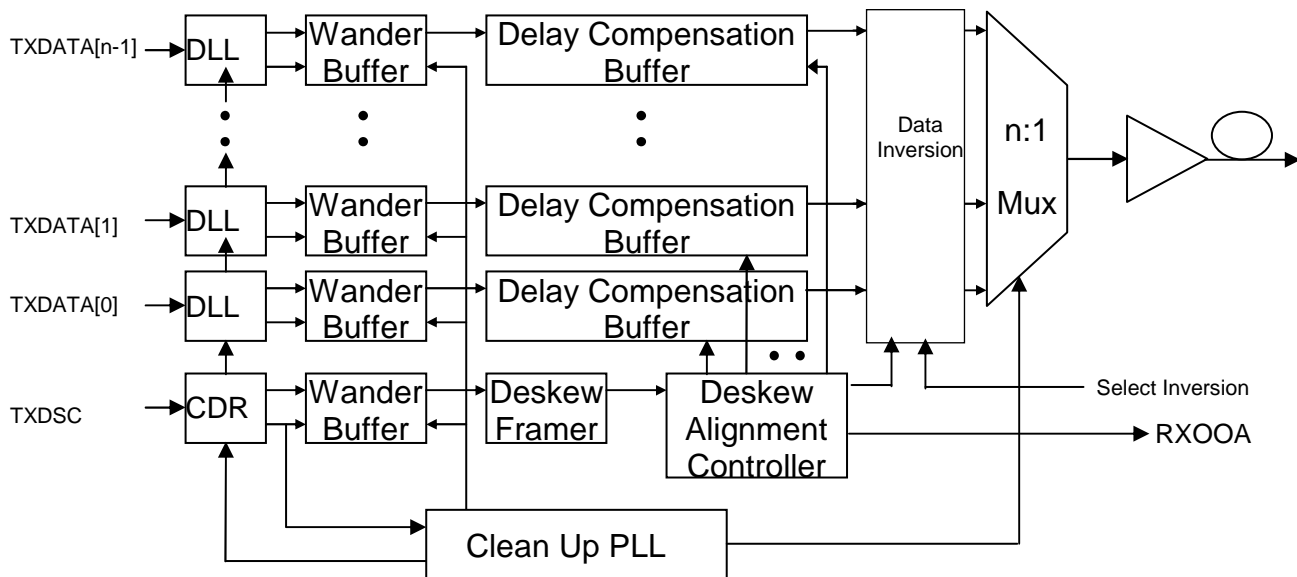 TXDATA[n-1]
DLL
Wander
Buffer
Delay Compensation
Buffer
Data
Inversion
n:1
Mux
TXDATA[1]
DLL
Wander
Buffer
Delay Compensation
Buffer
TXDATA[0]
DLL
Wander
Buffer
Delay Compensation
Buffer
TXDSC
CDR
Wander
Buffer
Deskew
Framer
Deskew
Alignment
Controller
Select Inversion
RXOOA
Clean Up PLL